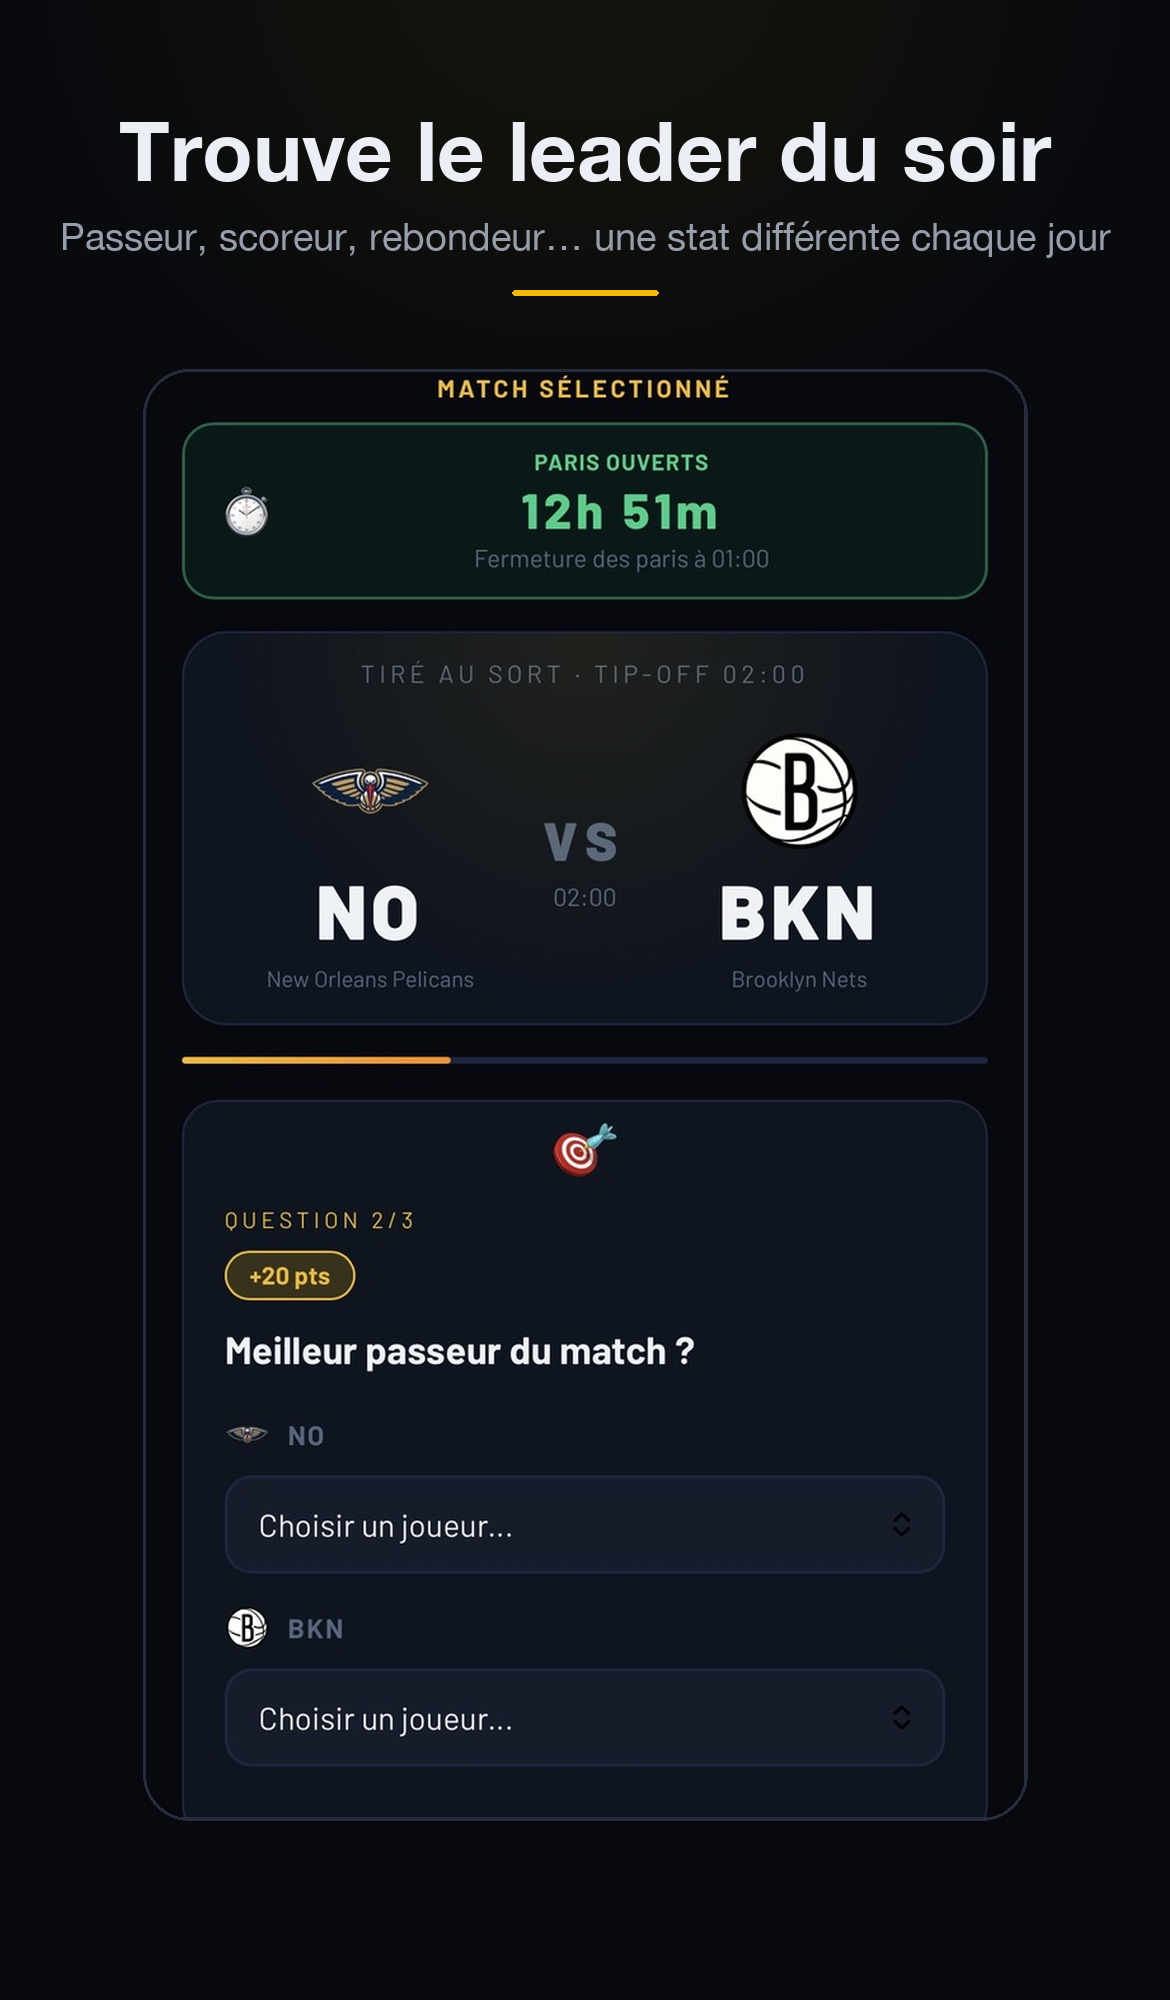 Trouve le leader du soir
Passeur, scoreur, rebondeur... une stat différente chaque jour
MATCH SÉLECTIONNÉ
PARIS OUVERTS
12h 51m
Fermeture des paris à 01:00
TIRÉ AU SORT · TIP-OFF 02:00
B
VS
02:00
NO
BKN
New Orleans Pelicans
Brooklyn Nets
QUESTION 2/3
+20 pts
Meilleur passeur du match ?
NO
Choisir un joueur...
B BKN
Choisir un joueur...